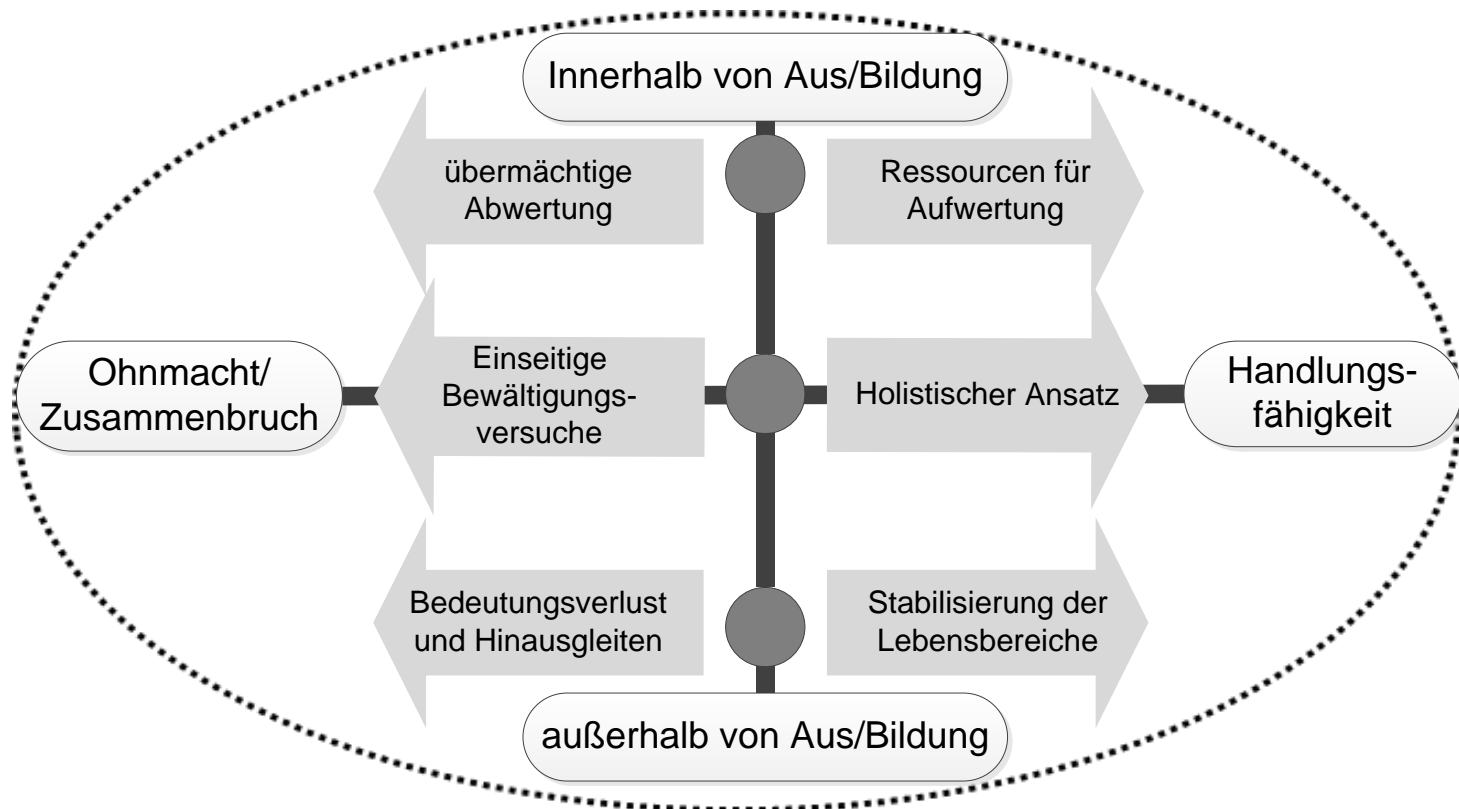 Innerhalb von Aus/Bildung
übermächtige
Abwertung
Ressourcen für
Aufwertung
Ohnmacht/
Zusammenbruch
Einseitige
Bewältigungs-
versuche
Holistischer Ansatz
Handlungs-
fähigkeit
Bedeutungsverlust
und Hinausgleiten
Stabilisierung der
Lebensbereiche
außerhalb von Aus/Bildung